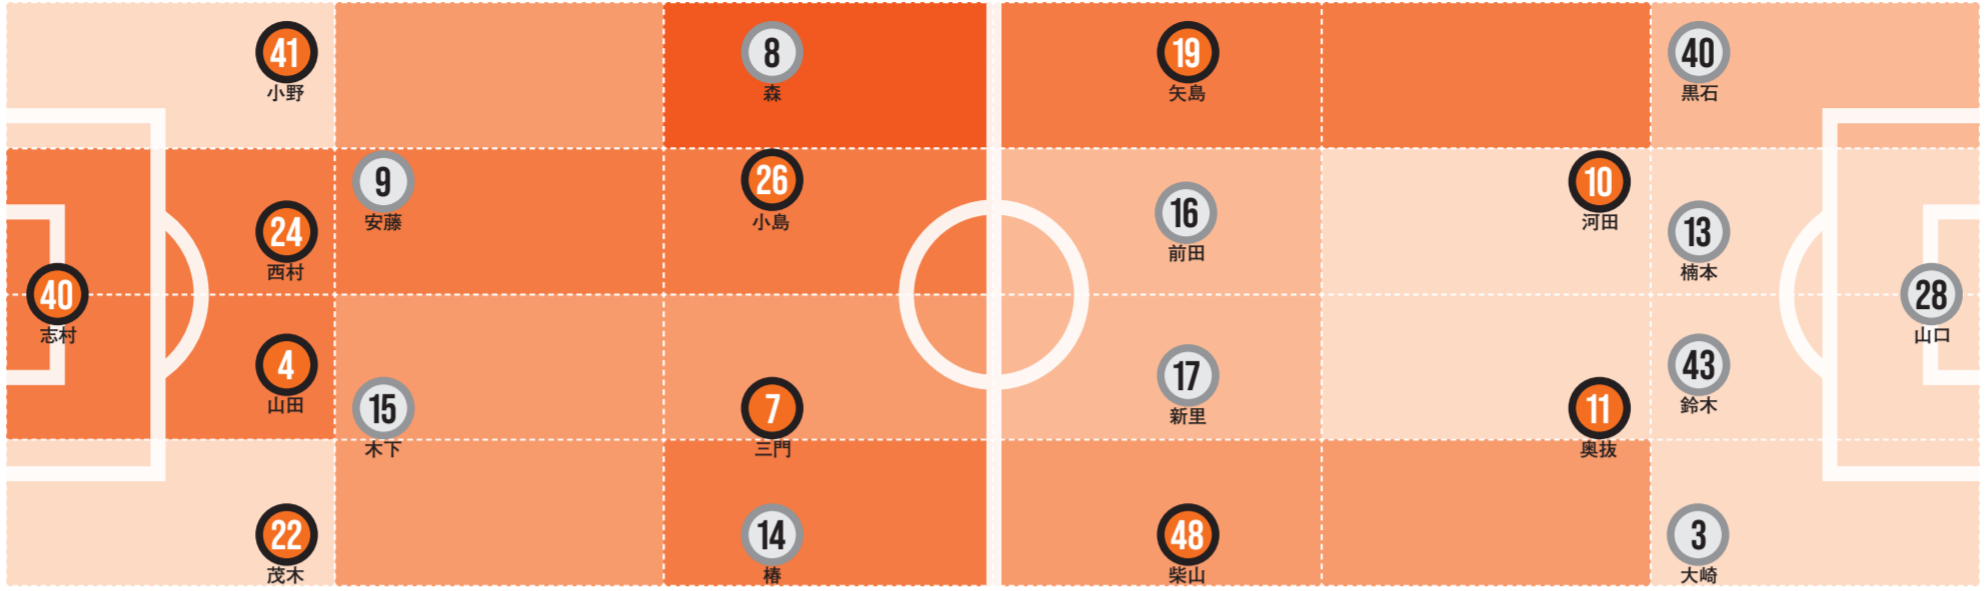 41
小野
8
森
19
矢島
40
黒石
9
安藤
26
小島
10
河田
16
前田
24
西村
13
楠本
40
志村
28
山口
4
山田
43
鈴木
17
新里
15
木下
7
三門
11
奥抜
22
茂木
14
椿
48
柴山
3
大崎